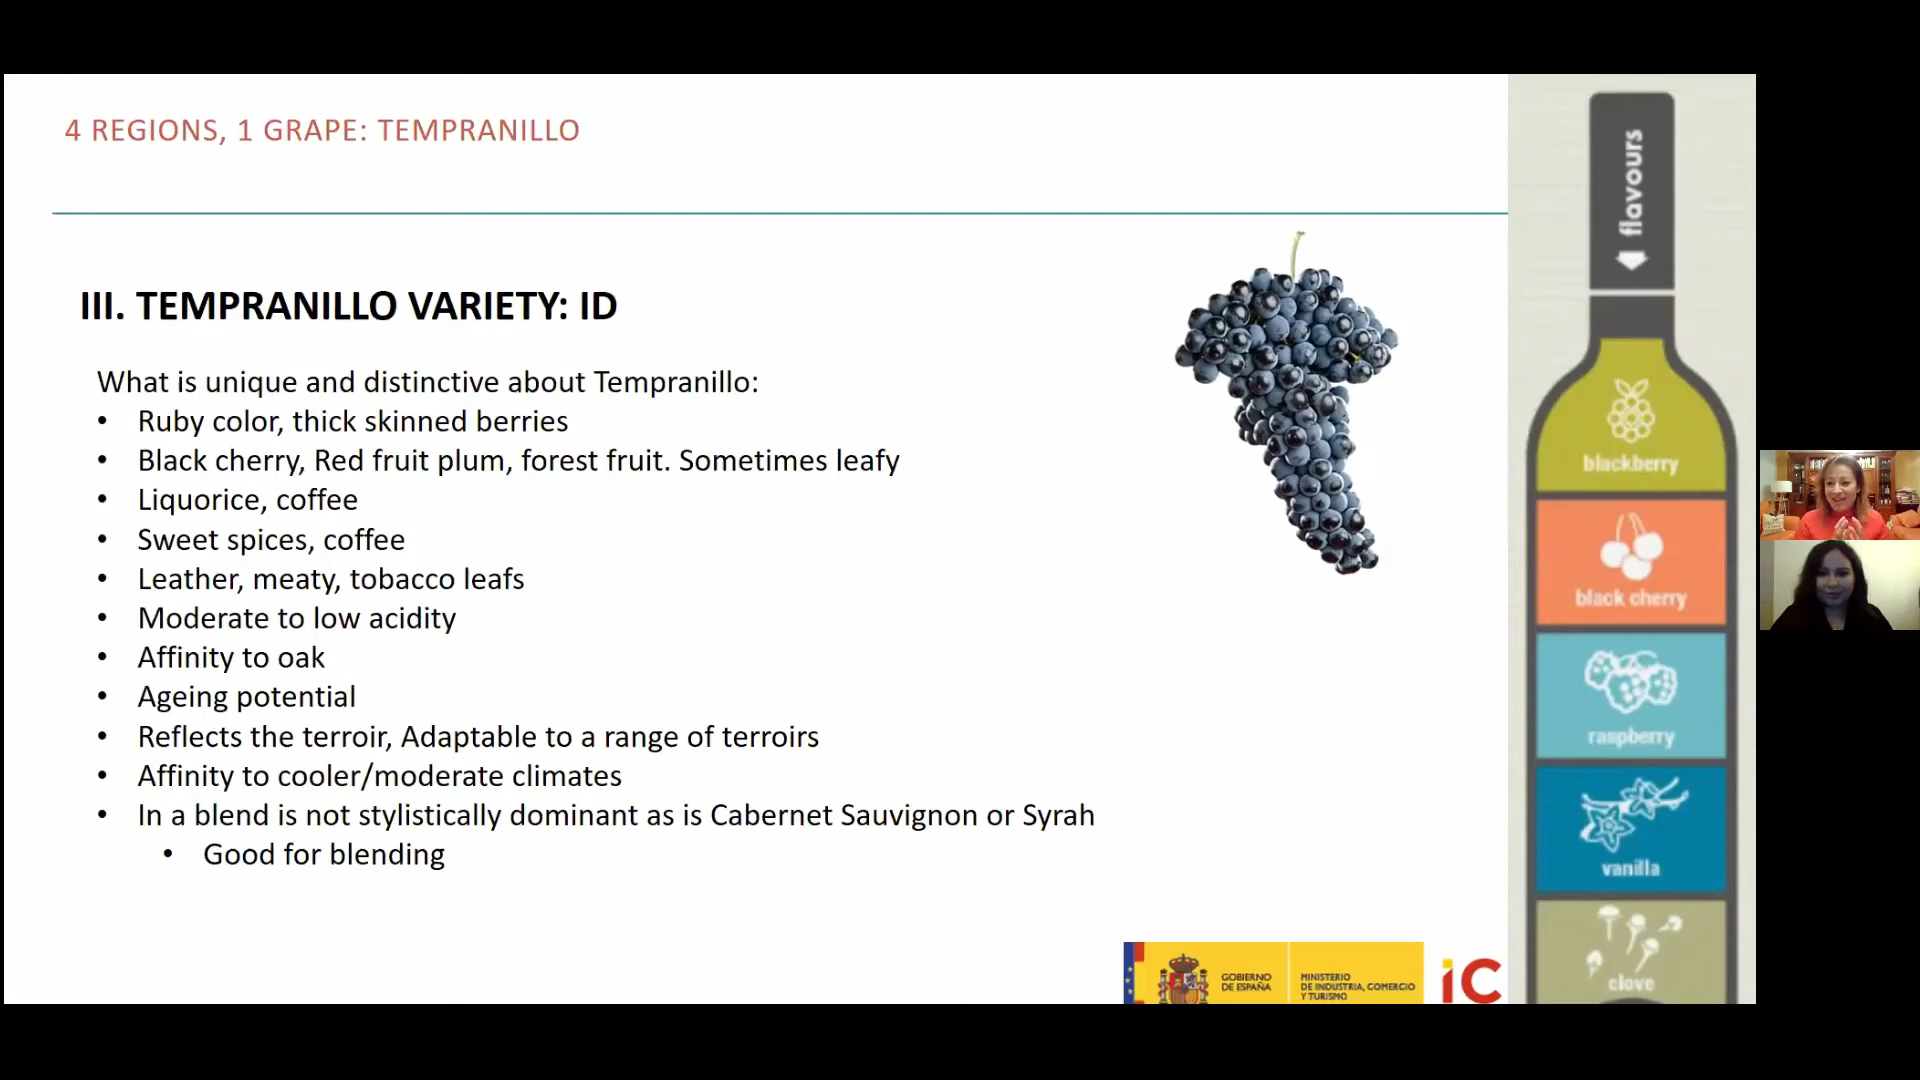 4 REGIONS, 1 GRAPE: TEMPRANILLO
III. TEMPRANILLO VARIETY: ID
What is unique and distinctive about Tempranillo:
• Ruby color, thick skinned berries
• Black cherry, Red fruit plum, forest fruit. Sometimes leafy
• Liquorice, coffee
• Sweet spices, coffee
• Leather, meaty, tobacco leafs
• Moderate to low acidity
• Affinity to oak
• Ageing potential
• Reflects the terroir, Adaptable to a range of terroirs
• Affinity to cooler/moderate climates
• In a blend is not stylistically dominant as is Cabernet Sauvignon or Syrah
• Good for blending
flavours
blackberry
black cherry
raspberry
vanilla
clove
GOBIERNO
DE ESPAÑA
MINISTERIO
DE INDUSTRIA, COMERCIO
Y TURISMO
iC